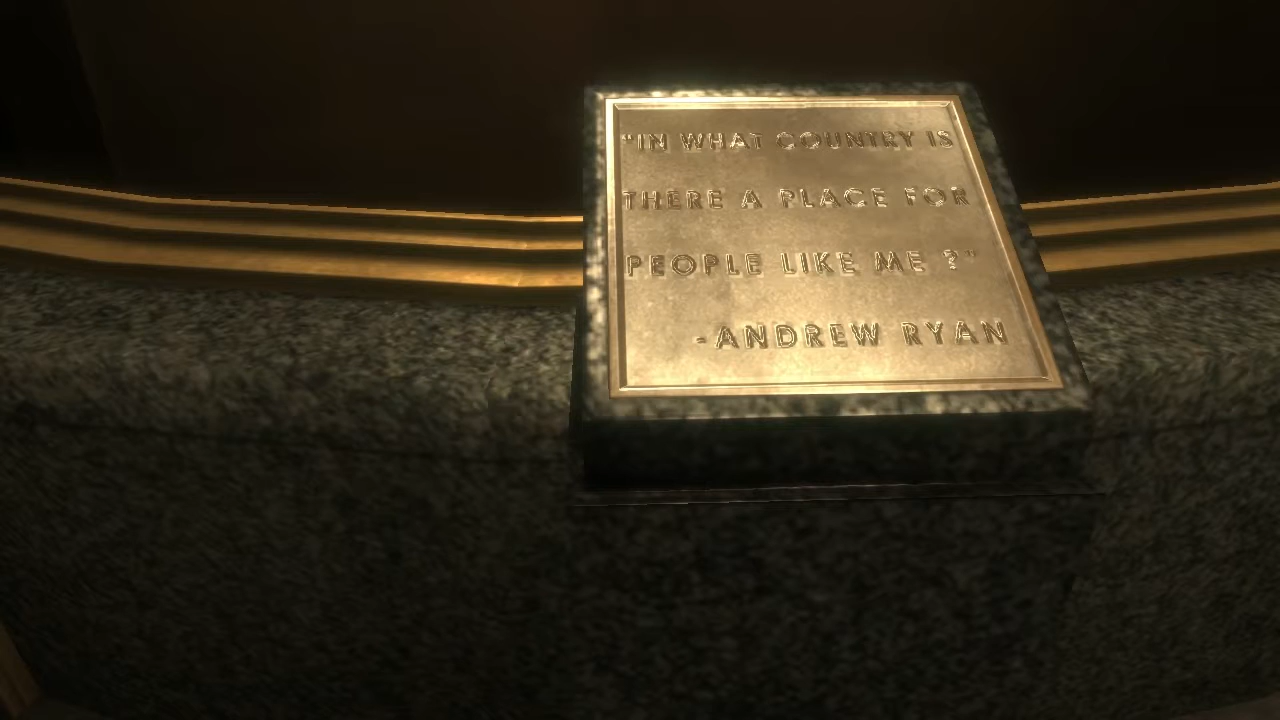 "IN WHAT COUNTRY IS
THERE A PLACE FOR
PEOPLE LIKE ME ?"
-ANDREW RYAN